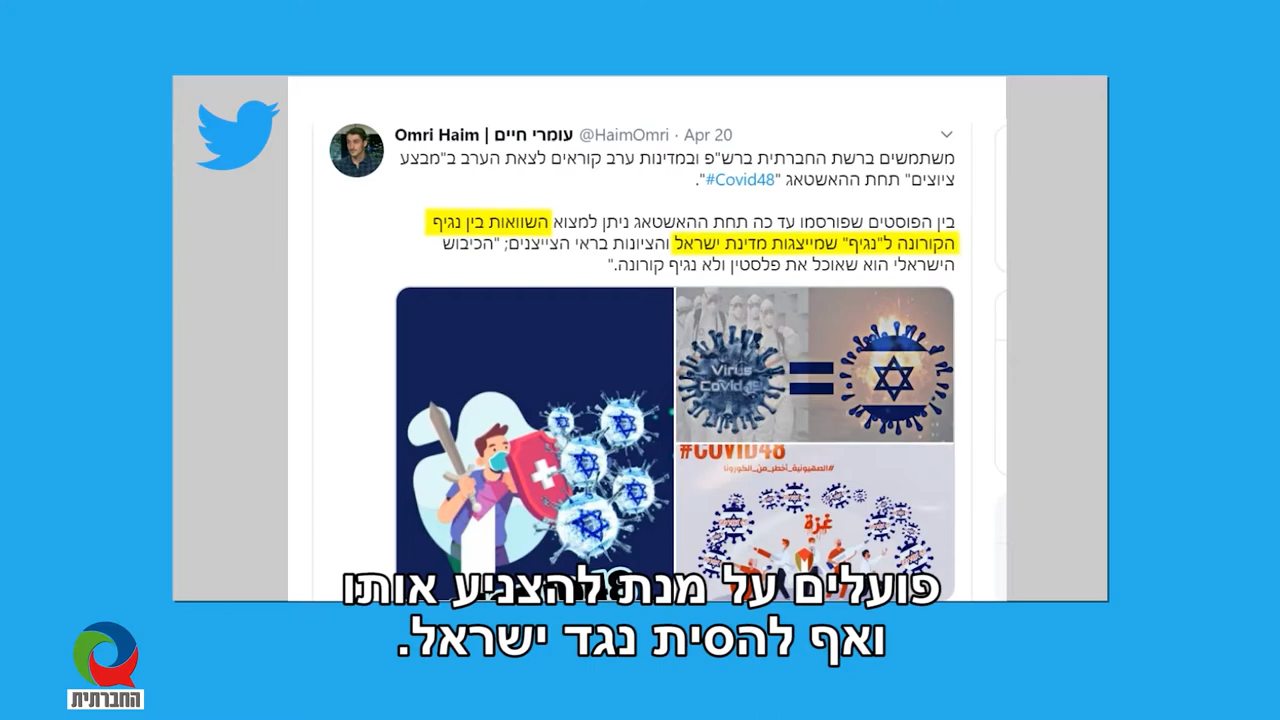 Omri Haim | עומרי חיים @HaimOmri · Apr 20
משתמשים ברשת החברתית ברש"פ ובמדינות ערב קוראים לצאת הערב ב"מבצע
ציוצים" תחת ההאשטאג "#Covid48".
בין הפוסטים שפורסמו עד כה תחת ההאשטאג ניתן למצוא השוואות בין נגיף
הקורונה ל"נגיף" שמייצגות מדינת ישראל והציונות בראי הצייצנים; "הכיבוש
הישראלי הוא שאוכל את פלסטין ולא נגיף קורונה."
Virus
Covid 19
=
#COVID48
#الصهيونية_أخطر_من_الكورونا
غزة
פועלים על מנת להצניע אותו
ואף להסית נגד ישראל.
החברתית